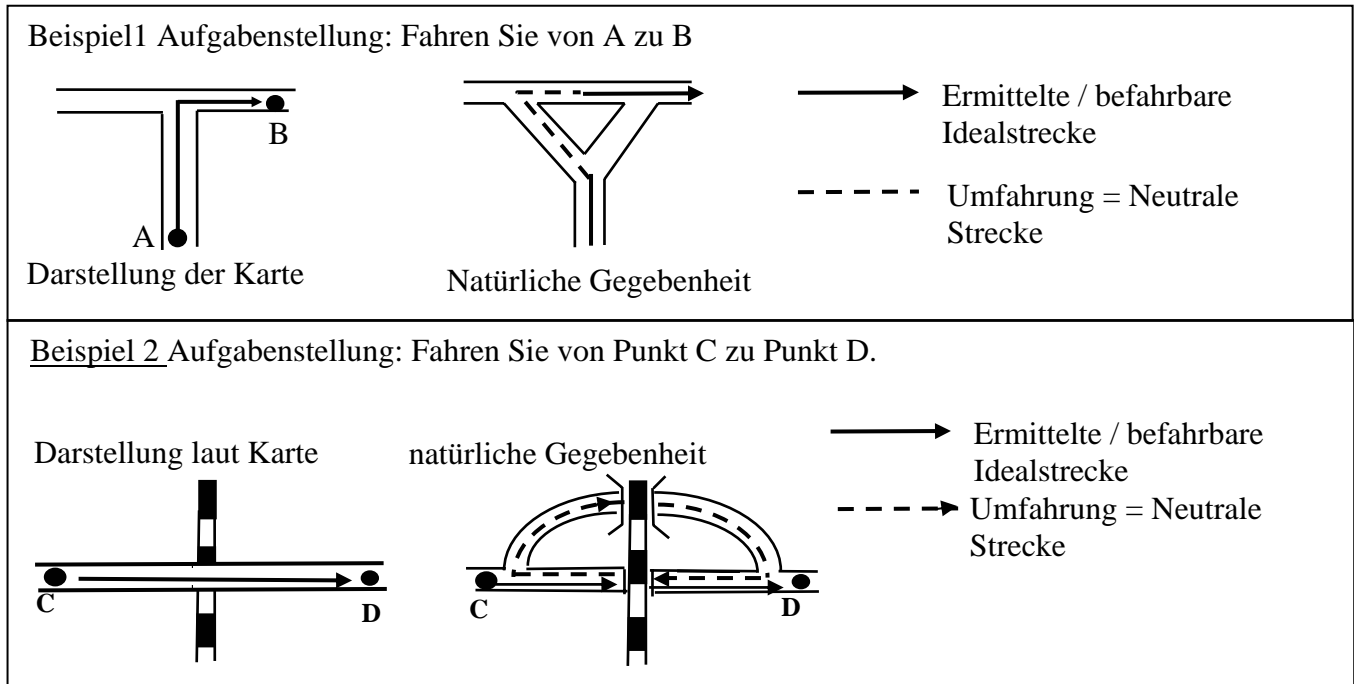 Beispiel1 Aufgabenstellung: Fahren Sie von A zu B
B
A
Darstellung der Karte
Natürliche Gegebenheit
Ermittelte / befahrbare
Idealstrecke
Umfahrung = Neutrale
Strecke
Beispiel 2 Aufgabenstellung: Fahren Sie von Punkt C zu Punkt D.
Darstellung laut Karte
natürliche Gegebenheit
C
D
C
D
Ermittelte / befahrbare
Idealstrecke
Umfahrung = Neutrale
Strecke